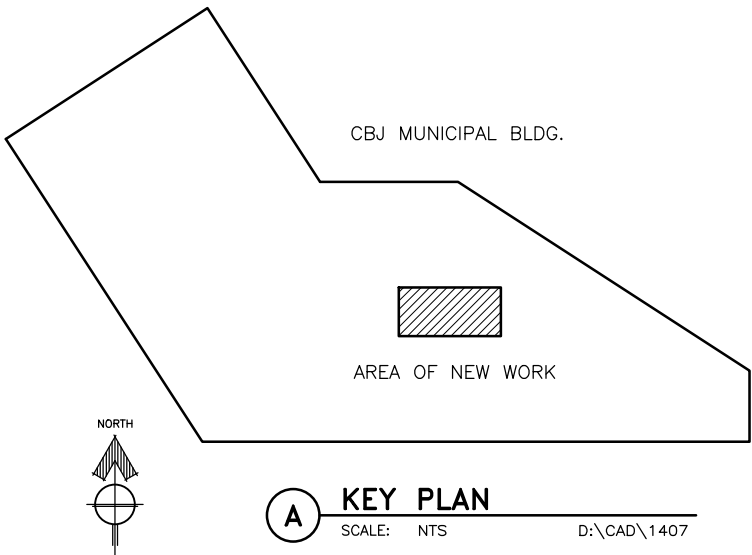 CBJ MUNICIPAL BLDG.
AREA OF NEW WORK
NORTH
A
KEY PLAN
SCALE: NTS D:\CAD\1407